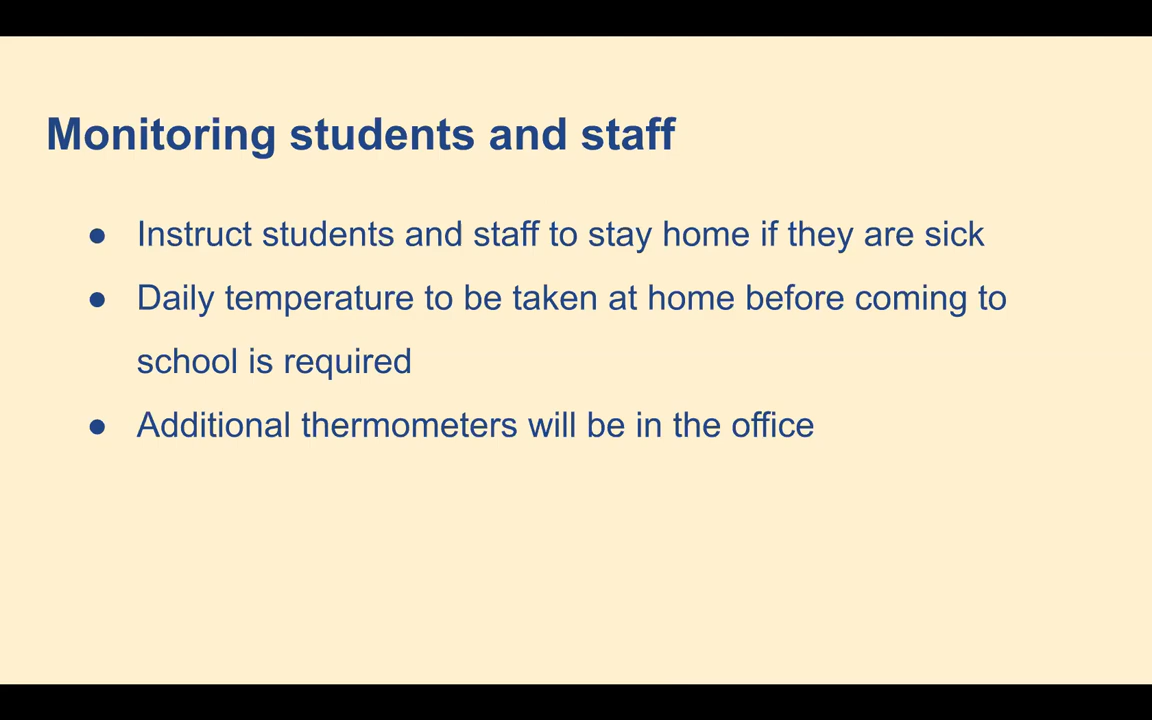 Monitoring students and staff
● Instruct students and staff to stay home if they are sick
● Daily temperature to be taken at home before coming to
school is required
● Additional thermometers will be in the office